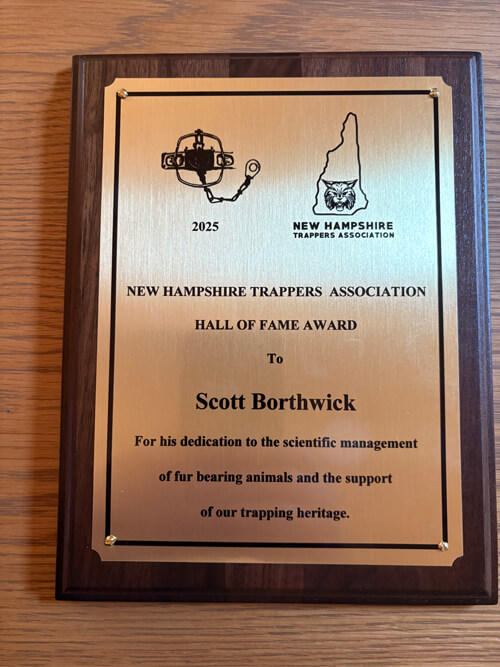 2025
NEW HAMPSHIRE
TRAPPERS ASSOCIATION
NEW HAMPSHIRE TRAPPERS ASSOCIATION
HALL OF FAME AWARD
To
Scott Borthwick
For his dedication to the scientific management
of fur bearing animals and the support
of our trapping heritage.